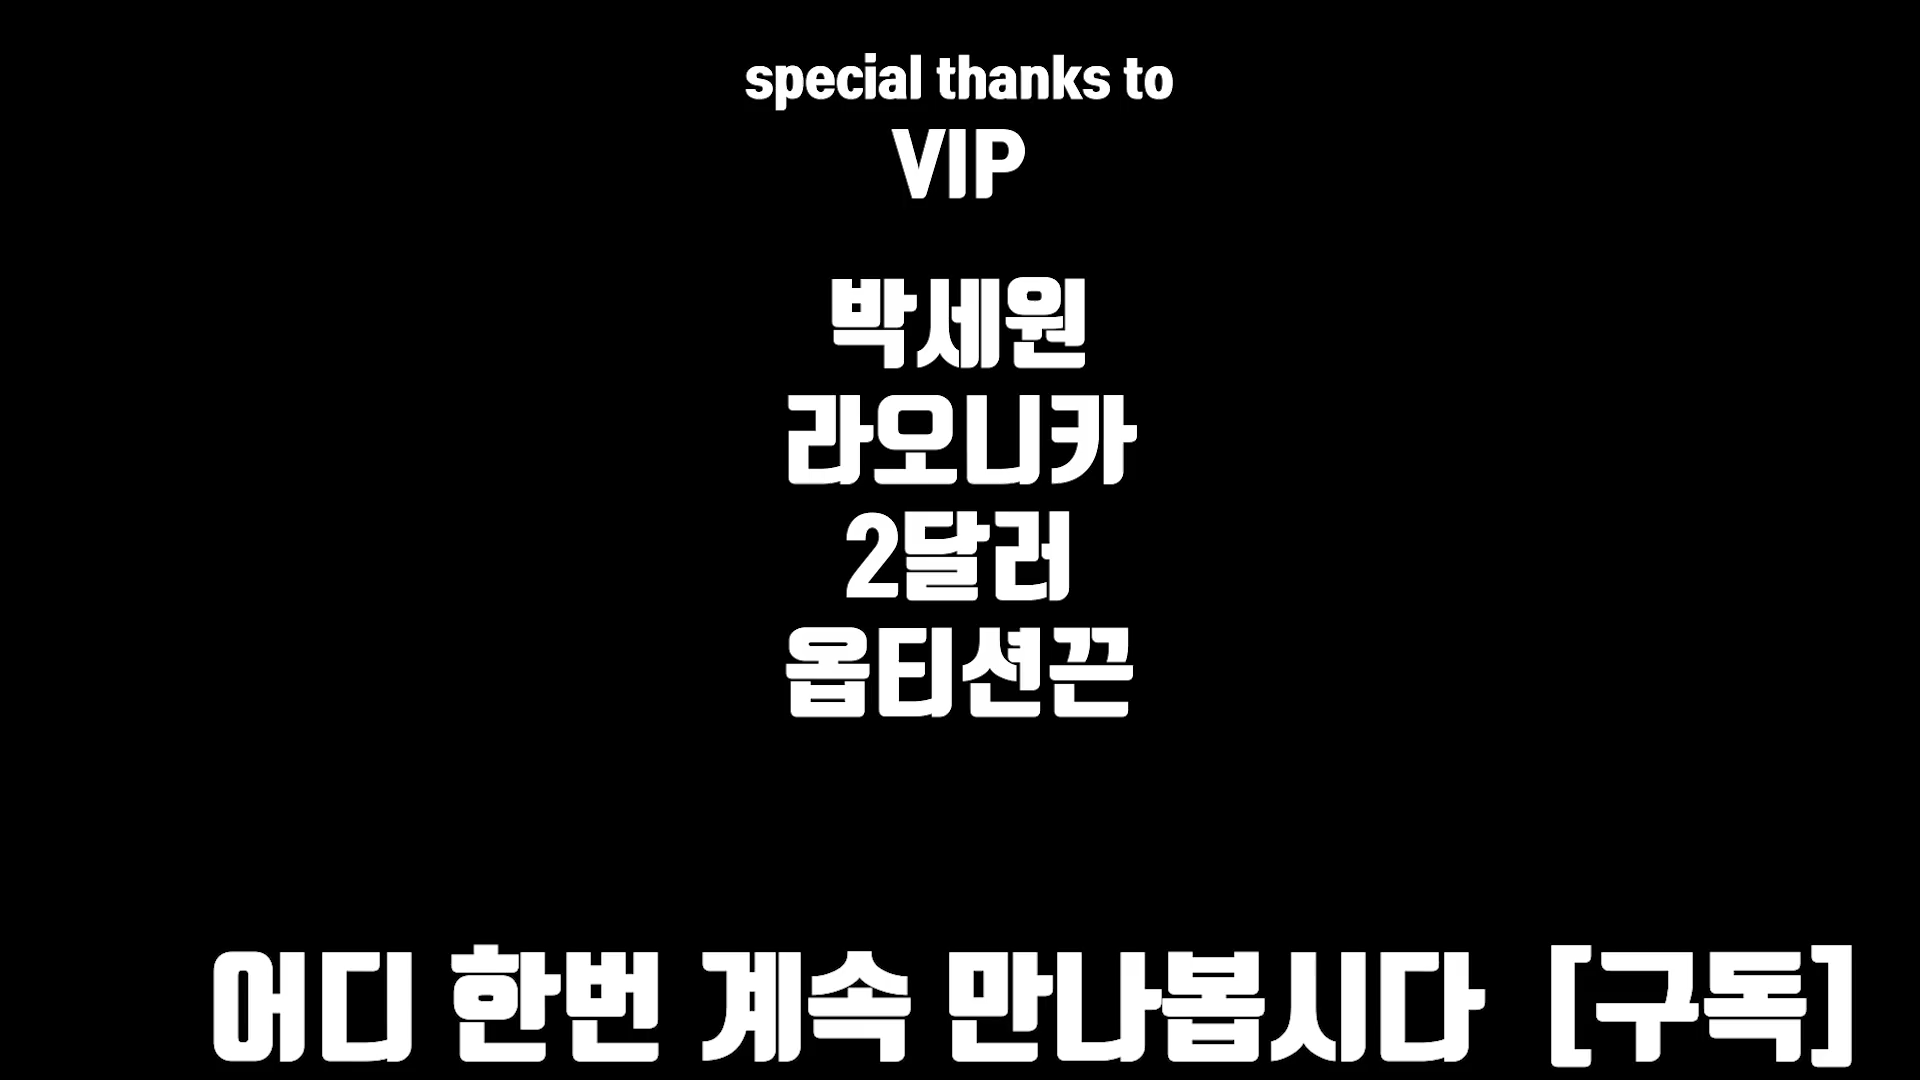 special thanks to
VIP
박세원
라오니카
2달러
옵티션끈
어디 한번 계속 만나봅시다 [구독]